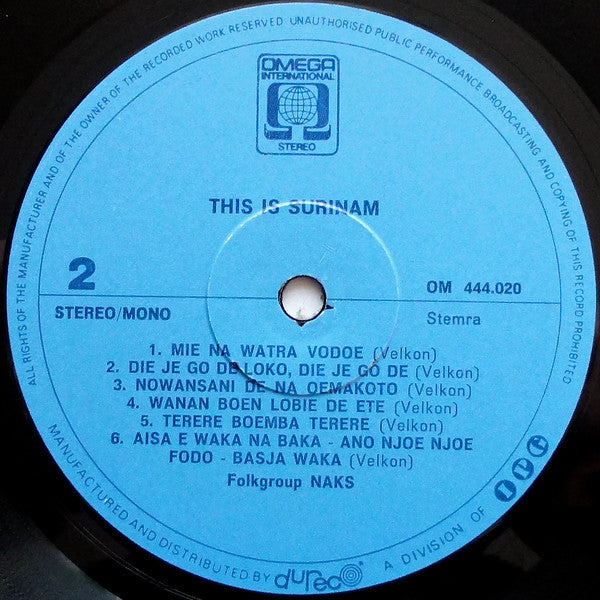 ALL RIGHTS OF THE MANUFACTURER AND OF THE OWNER OF THE RECORDED WORK RESERVED UNAUTHORISED PUBLIC PERFORMANCE BROADCASTING AND COPYING OF THIS RECORD PROHIBITED
OMEGA
INTERNATIONAL
STEREO
THIS IS SURINAM
2
OM 444.020
STEREO/MONO
Stemra
1. MIE NA WATRA VODOE (Velkon)
2. DIE JE GO DE LOKO, DIE JE GO DE (Velkon)
3. NOWANSANI DE NA OEMAKOTO (Velkon)
4. WANAN BOEN LOBIE DE ETE (Velkon)
5. TERERE BOEMBA TERERE (Velkon)
6. AISA E WAKA NA BAKA - ANO NJOE NJOE
FODO - BASJA WAKA (Velkon)
Folkgroup NAKS
MANUFACTURED AND DISTRIBUTED BY dureco A DIVISION OF